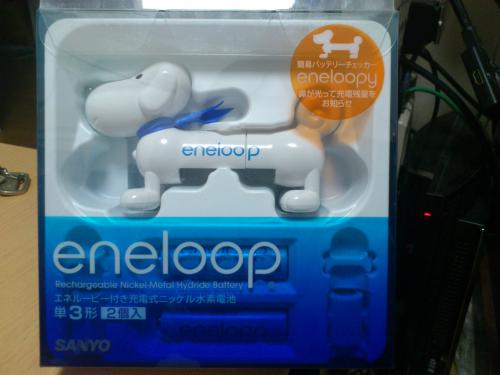 簡易バッテリーチェッカー
eneloopy
鼻が光って充電残量を
お知らせ
eneloop
eneloop
Rechargeable Nickel-Metal Hydride Battery
エネルーピー付き充電式ニッケル水素電池
単3形 2個入
eneloop
SANYO